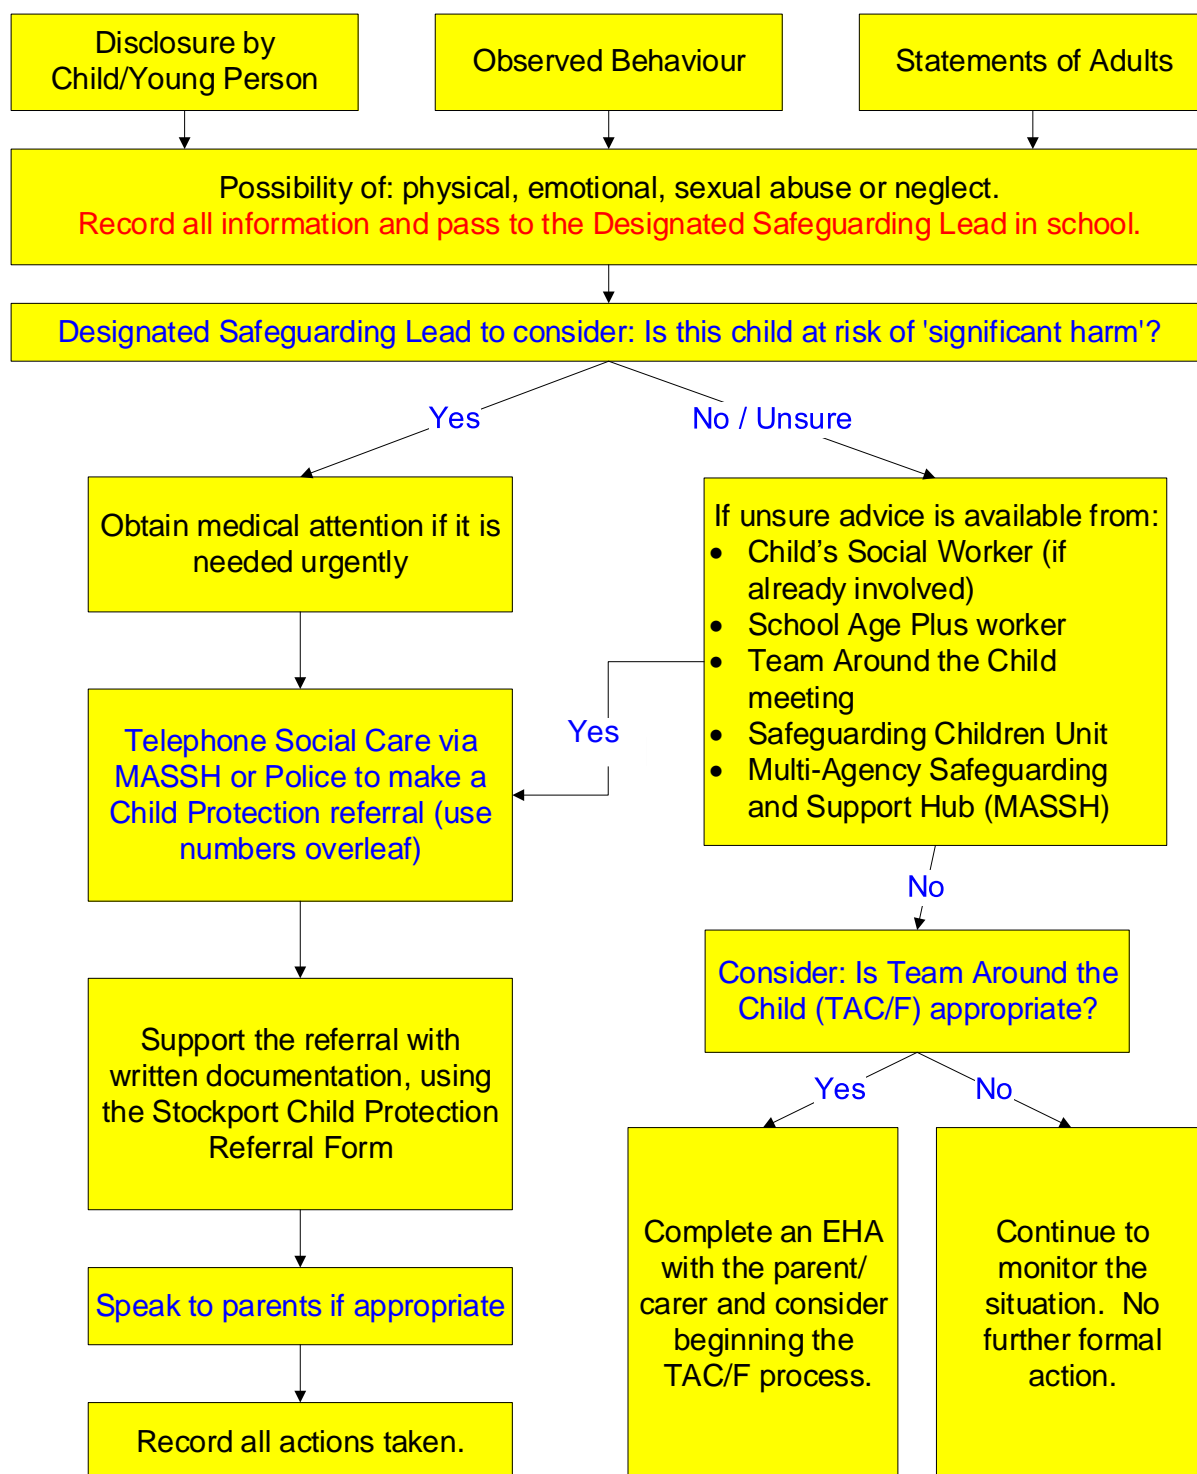 Disclosure by
Child/Young Person
Observed Behaviour
Statements of Adults
Possibility of: physical, emotional, sexual abuse or neglect.
Record all information and pass to the Designated Safeguarding Lead in school.
Designated Safeguarding Lead to consider: Is this child at risk of 'significant harm'?
Yes
No / Unsure
Obtain medical attention if it is
needed urgently
If unsure advice is available from:
• Child’s Social Worker (if
already involved)
• School Age Plus worker
• Team Around the Child
meeting
• Safeguarding Children Unit
• Multi-Agency Safeguarding
and Support Hub (MASSH)
Yes
Telephone Social Care via
MASSH or Police to make a
Child Protection referral (use
numbers overleaf)
No
Consider: Is Team Around the
Child (TAC/F) appropriate?
Support the referral with
written documentation, using
the Stockport Child Protection
Referral Form
Yes
No
Complete an EHA
with the parent/
carer and consider
beginning the
TAC/F process.
Continue to
monitor the
situation.  No
further formal
action.
Speak to parents if appropriate
Record all actions taken.